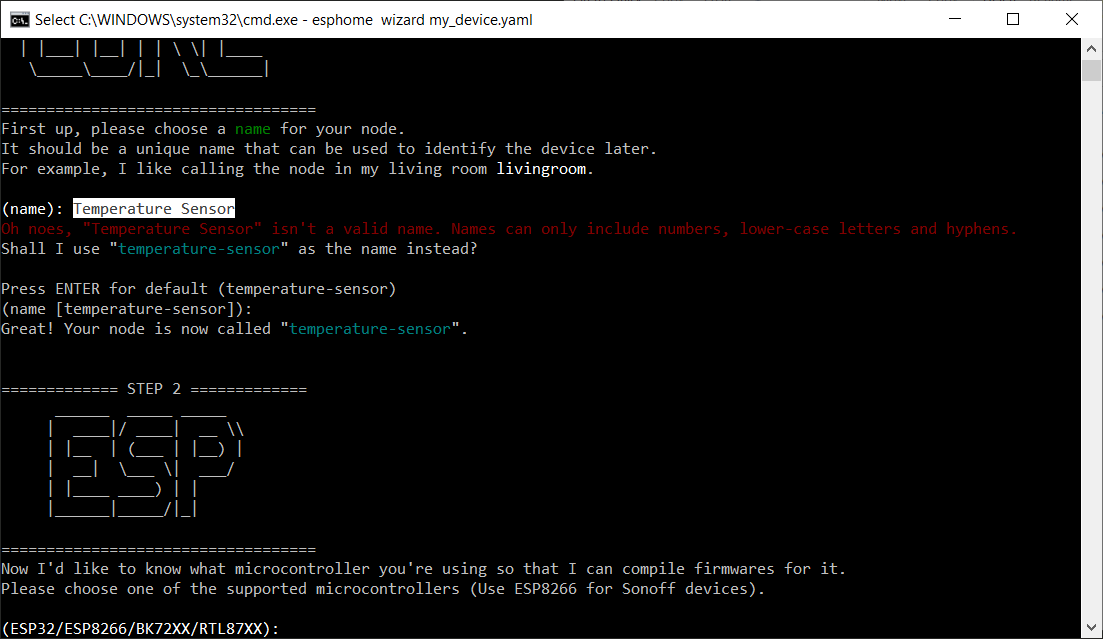 Select C:\WINDOWS\system32\cmd.exe - esphome  wizard my_device.yaml
| |___| |__| | | \ \| |____
\_____\____/|_|  \_\______|
===================================
First up, please choose a name for your node.
It should be a unique name that can be used to identify the device later.
For example, I like calling the node in my living room livingroom.
(name): Temperature Sensor
Oh noes, "Temperature Sensor" isn't a valid name. Names can only include numbers, lower-case letters and hyphens.
Shall I use "temperature-sensor" as the name instead?
Press ENTER for default (temperature-sensor)
(name [temperature-sensor]):
Great! Your node is now called "temperature-sensor".
============= STEP 2 =============
      ______  _____ _____
     |  ____|/ ____|  __ \\
     | |__  | (___ | |__) |
     |  __|  \___ \|  ___/
     | |____ ____) | |
     |______|_____/|_|
===================================
Now I'd like to know what microcontroller you're using so that I can compile firmwares for it.
Please choose one of the supported microcontrollers (Use ESP8266 for Sonoff devices).
(ESP32/ESP8266/BK72XX/RTL87XX):